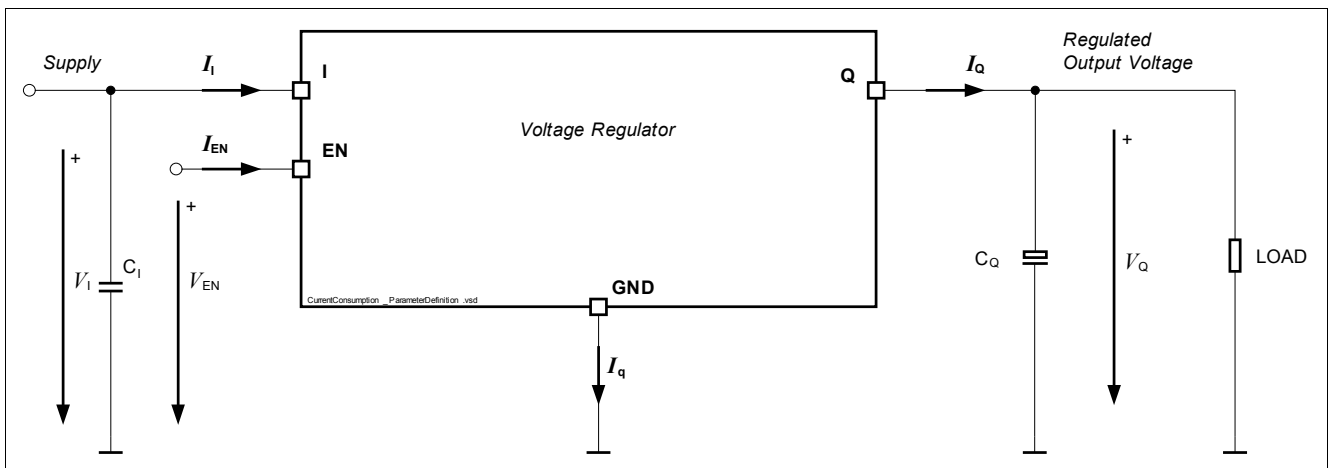 Supply
I_I
I
Q
I_Q
Regulated
Output Voltage
Voltage Regulator
I_EN
EN
+
+
+
V_I
C_I
V_EN
C_Q
V_Q
LOAD
GND
CurrentConsumption _ ParameterDefinition .vsd
I_q